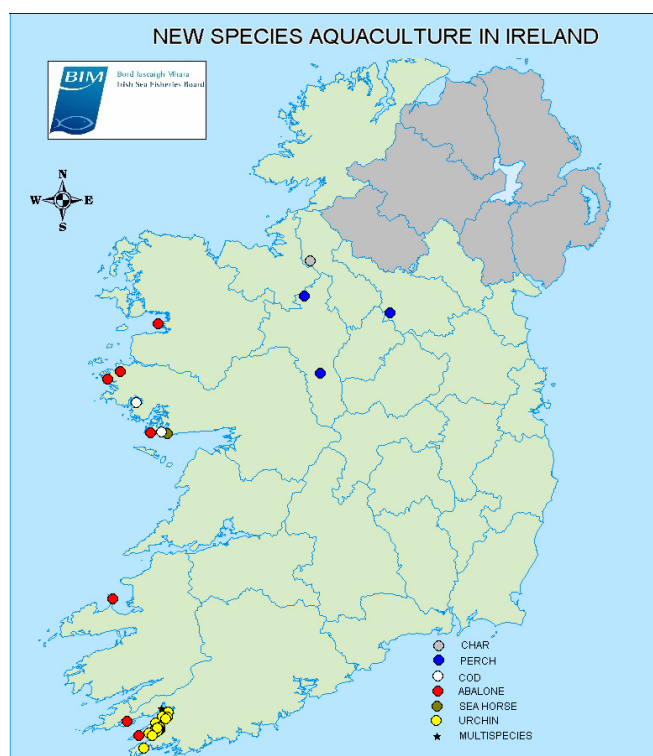 NEW SPECIES AQUACULTURE IN IRELAND
BIM
Bord Iascaigh Mhara
Irish Sea Fisheries Board
N
W
E
S
CHAR
PERCH
COD
ABALONE
SEA HORSE
URCHIN
MULTISPECIES